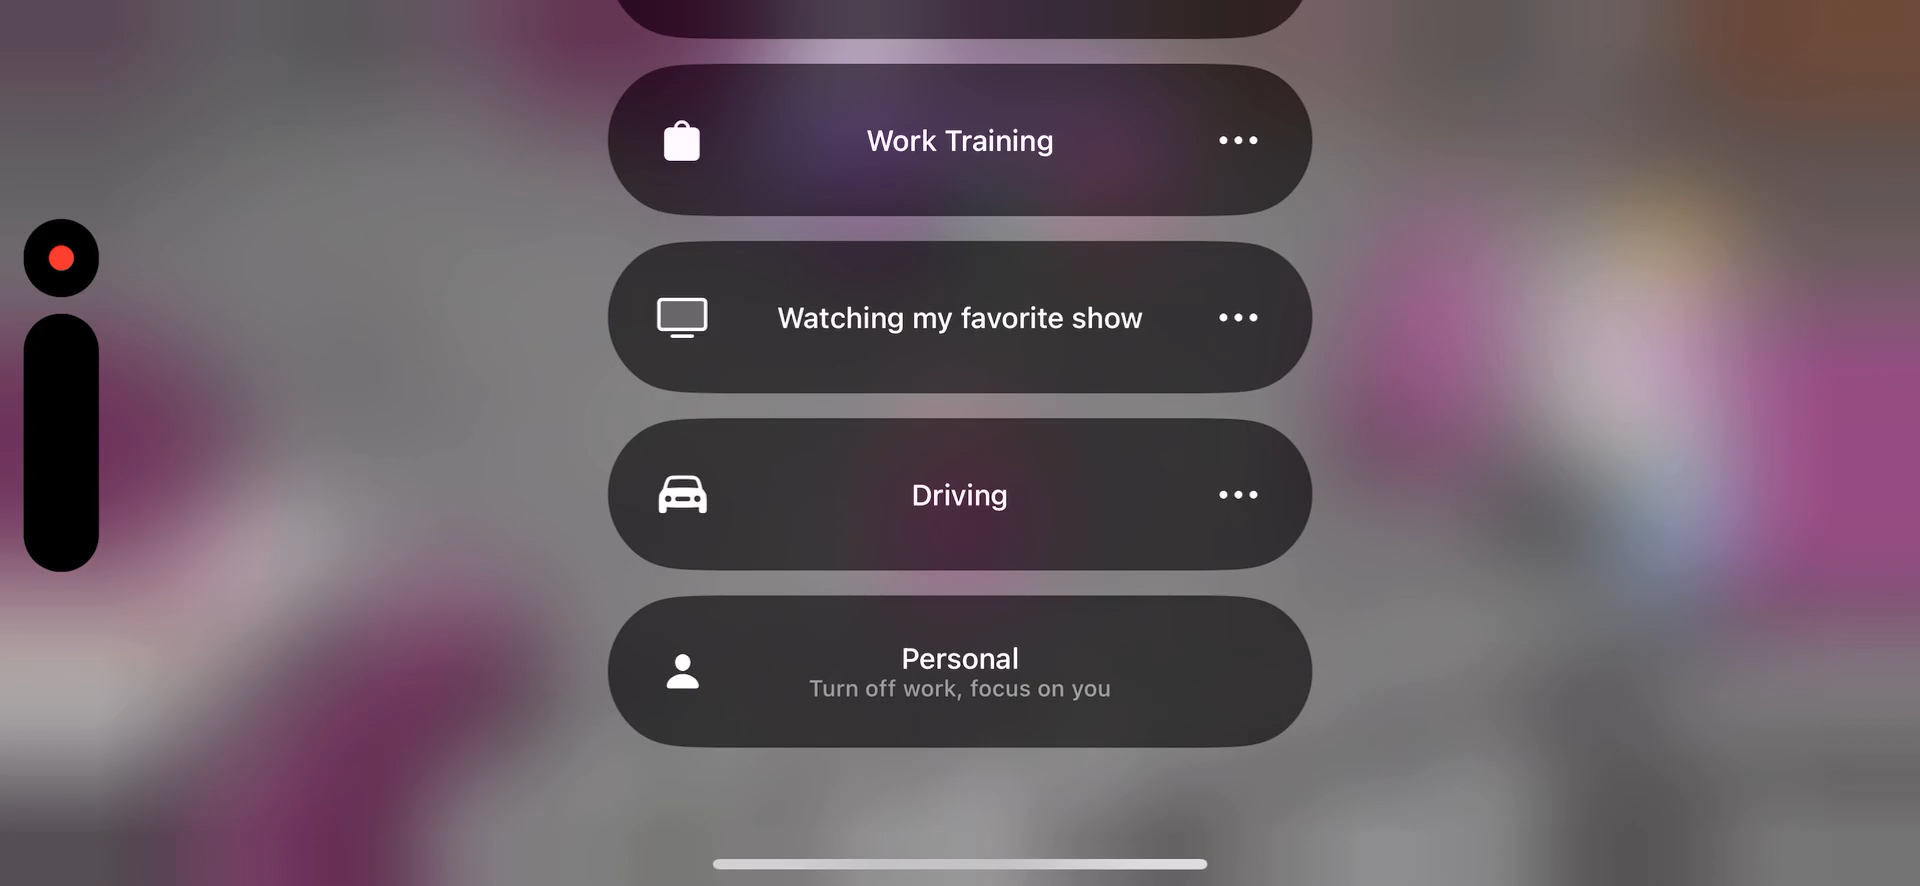 Work Training
Watching my favorite show
Driving
Personal
Turn off work, focus on you